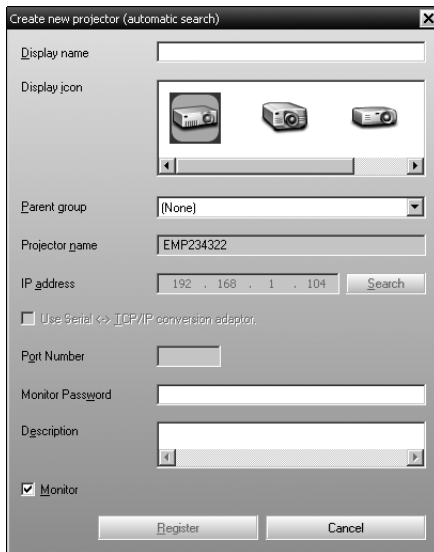 Create new projector (automatic search)
Display name
Display icon
Parent group (None)
Projector name EMP234322
IP address 192 . 168 . 1 . 104 Search
Use Serial <-> TCP/IP conversion adaptor.
Port Number
Monitor Password
Description
Monitor
Register Cancel